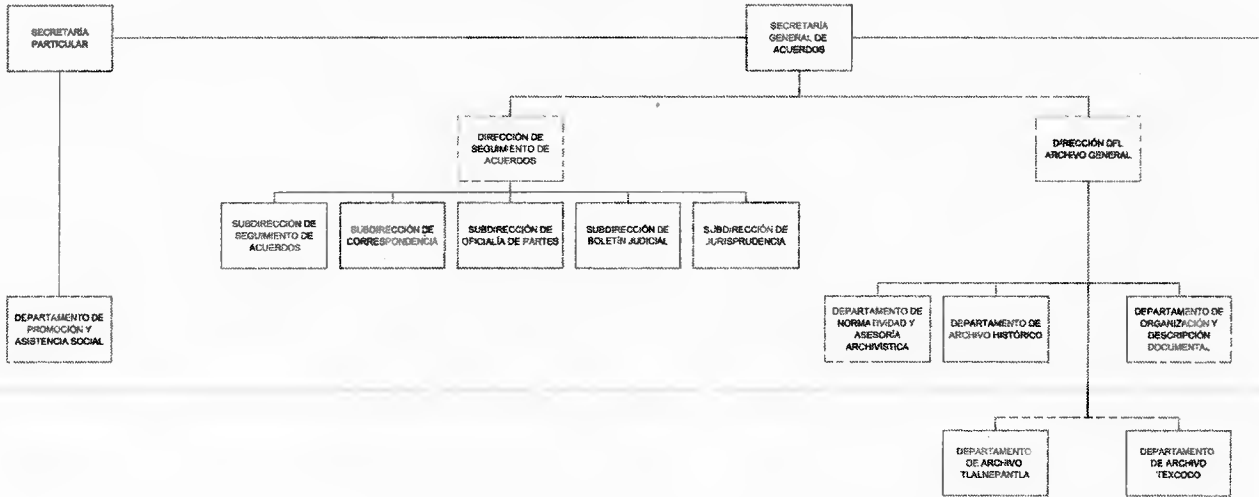 SECRETARÍA
PARTICULAR
SECRETARÍA
GENERAL DE
ACUERDOS
DIRECCIÓN DE
SEGUIMIENTO DE
ACUERDOS
DIRECCIÓN DEL
ARCHIVO GENERAL
SUBDIRECCIÓN DE
SEGUIMIENTO DE
ACUERDOS
SUBDIRECCIÓN DE
CORRESPONDENCIA
SUBDIRECCIÓN DE
OFICIALÍA DE PARTES
SUBDIRECCIÓN DE
BOLETÍN JUDICIAL
SUBDIRECCIÓN DE
JURISPRUDENCIA
DEPARTAMENTO DE
PROMOCIÓN Y
ASISTENCIA SOCIAL
DEPARTAMENTO DE
NORMATIVIDAD Y
ASESORÍA
ARCHIVÍSTICA
DEPARTAMENTO DE
ARCHIVO HISTÓRICO
DEPARTAMENTO DE
ORGANIZACIÓN Y
DESCRIPCIÓN
DOCUMENTAL
DEPARTAMENTO
DE ARCHIVO
TLALNEPANTLA
DEPARTAMENTO
DE ARCHIVO
TEXCOCO